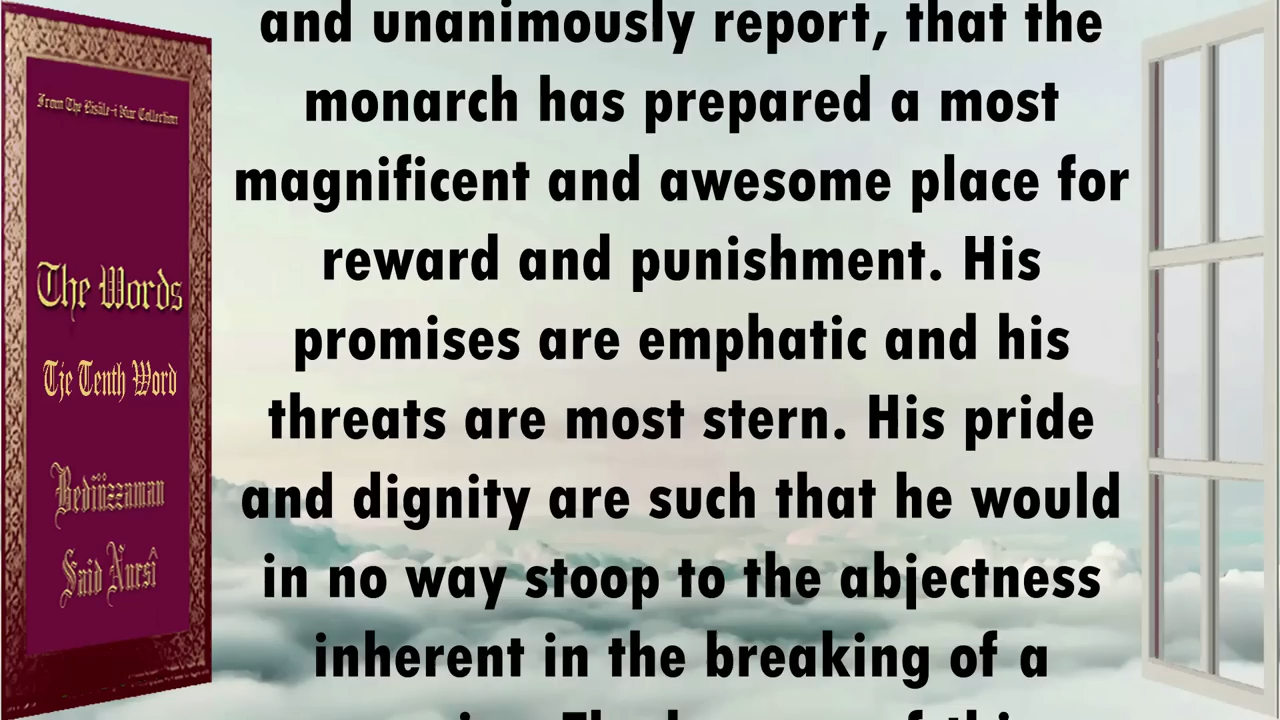 From The Risale-i Nur Collection
The Words
Tje Tenth Word
Bediüzzaman
Said Nursî
and unanimously report, that the
monarch has prepared a most
magnificent and awesome place for
reward and punishment. His
promises are emphatic and his
threats are most stern. His pride
and dignity are such that he would
in no way stoop to the abjectness
inherent in the breaking of a